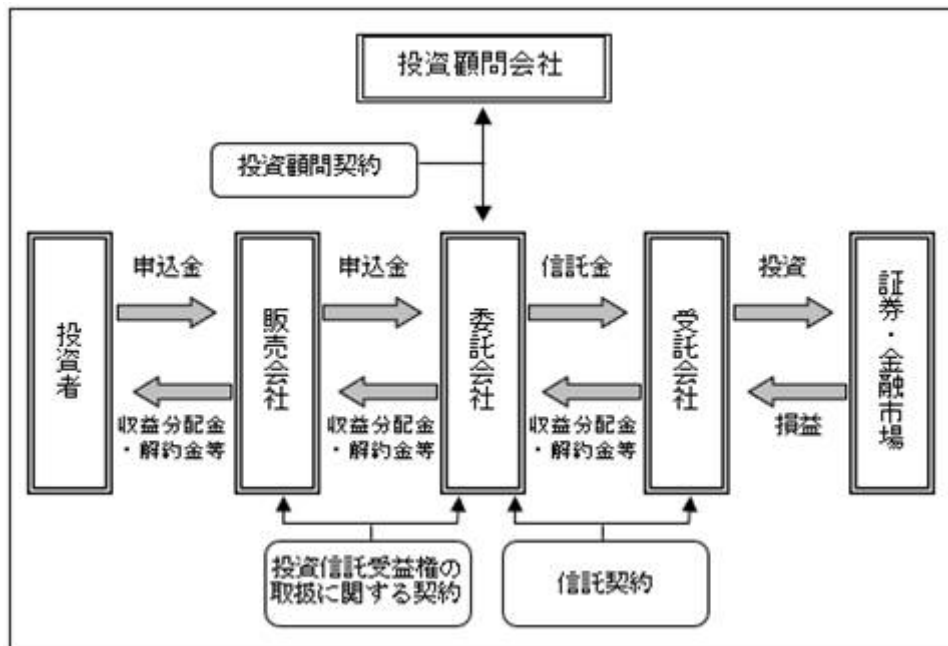 投資顧問会社
投資顧問契約
投資者
申込金
収益分配金
・解約金等
販売会社
申込金
収益分配金
・解約金等
委託会社
信託金
収益分配金
・解約金等
受託会社
投資
損益
証券・金融市場
投資信託受益権の
取扱に関する契約
信託契約